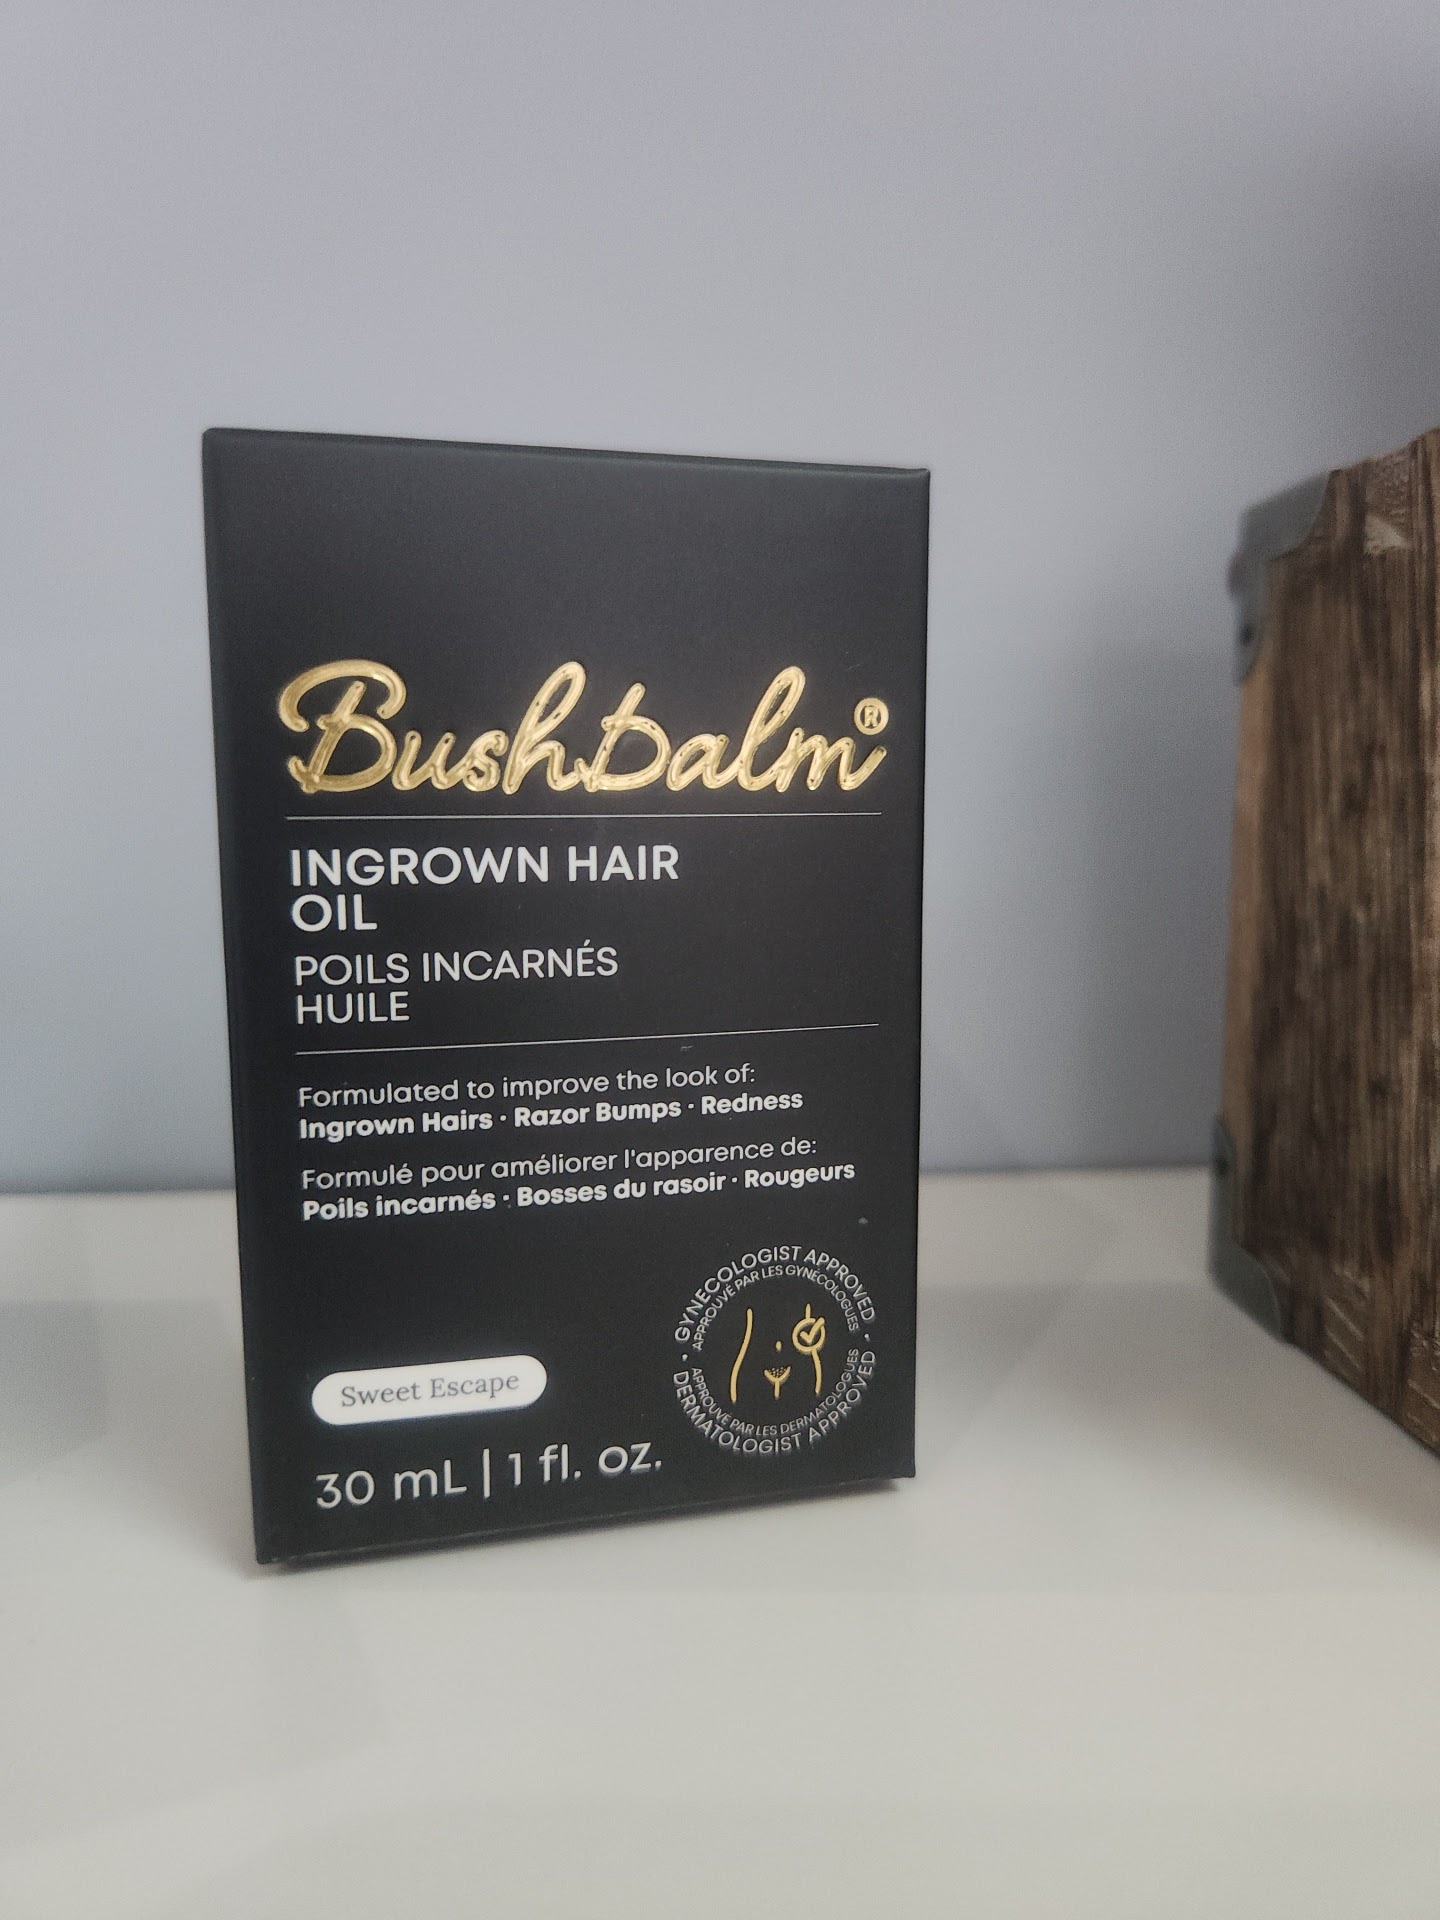 Bushbalm®
INGROWN HAIR
OIL
POILS INCARNÉS
HUILE
Formulated to improve the look of:
Ingrown Hairs · Razor Bumps · Redness
Formulé pour améliorer l'apparence de:
Poils incarnés · Bosses du rasoir · Rougeurs
GYNECOLOGIST APPROVED
APPROUVÉ PAR LES GYNÉCOLOGUES
APPROUVÉ PAR LES DERMATOLOGUES
DERMATOLOGIST APPROVED
Sweet Escape
30 mL | 1 fl. oz.